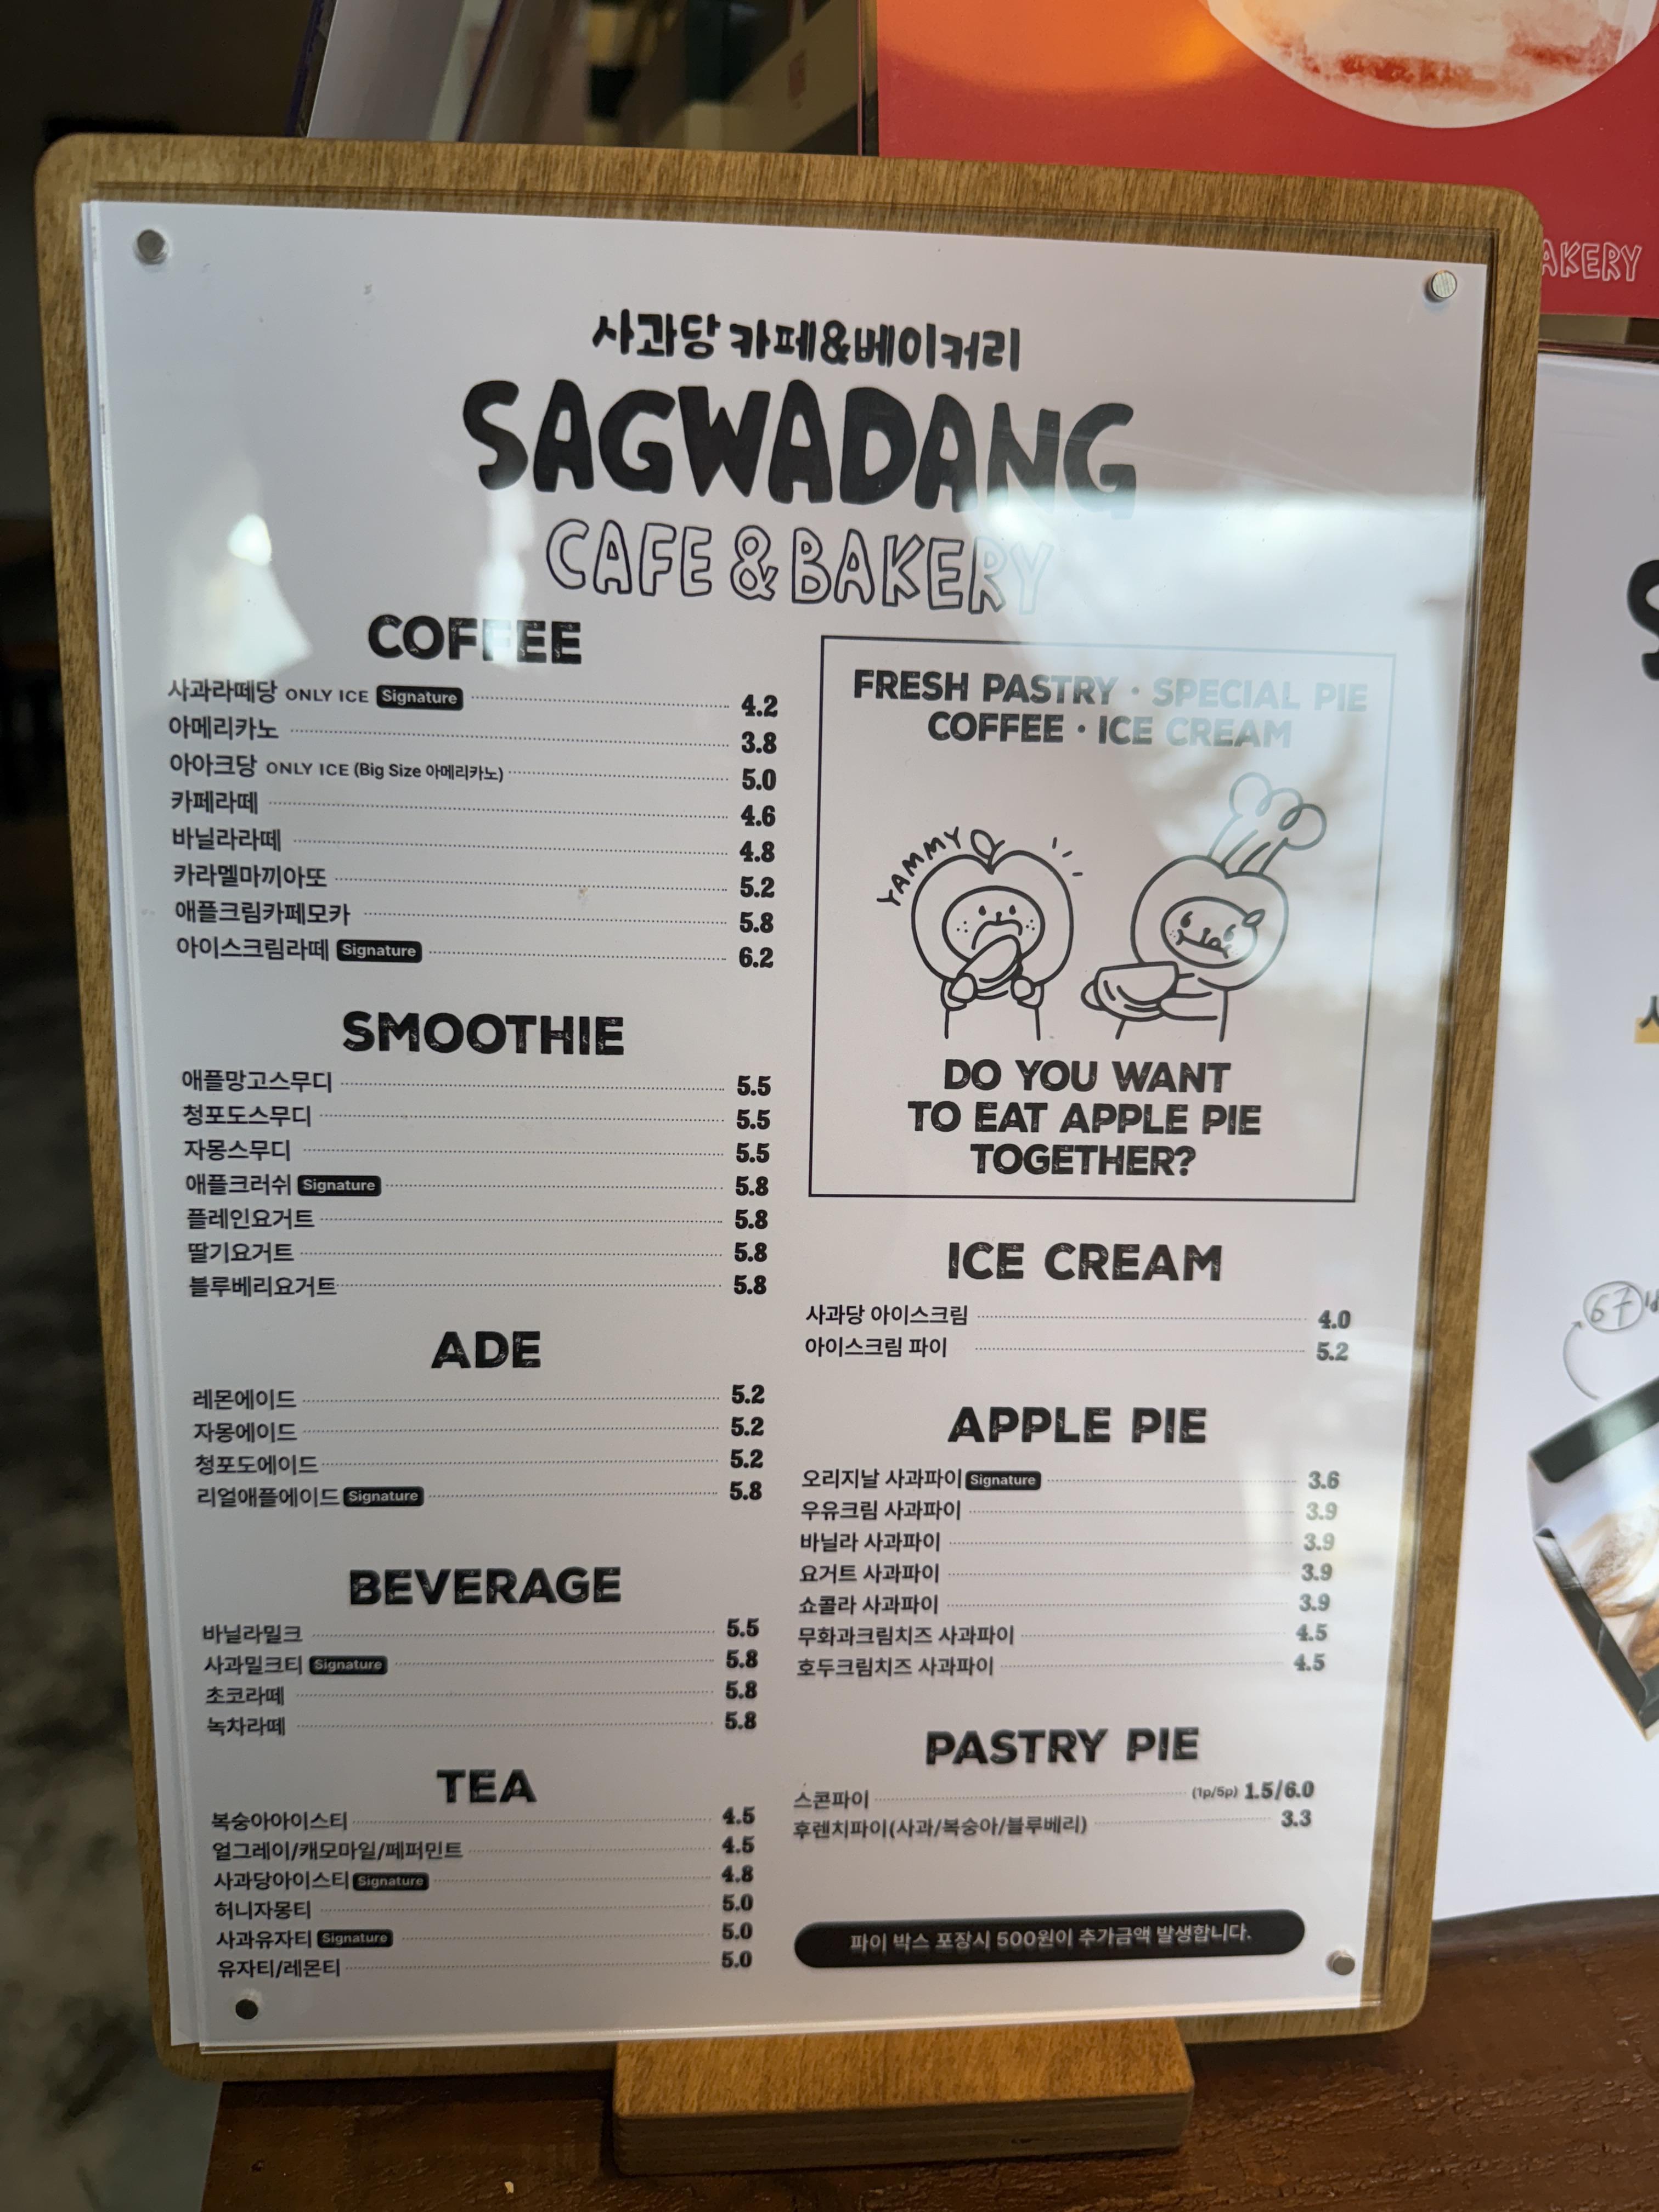 사과당 카페&베이커리
SAGWADANG
CAFE & BAKERY
COFFEE
사과라떼당 ONLY ICE Signature 4.2
아메리카노 3.8
아아크당 ONLY ICE (Big Size 아메리카노) 5.0
카페라떼 4.6
바닐라라떼 4.8
카라멜마끼아또 5.2
애플크림카페모카 5.8
아이스크림라떼 Signature 6.2
SMOOTHIE
애플망고스무디 5.5
청포도스무디 5.5
자몽스무디 5.5
애플크러쉬 Signature 5.8
플레인요거트 5.8
딸기요거트 5.8
블루베리요거트 5.8
ADE
레몬에이드 5.2
자몽에이드 5.2
청포도에이드 5.2
리얼애플에이드 Signature 5.8
BEVERAGE
바닐라밀크 5.5
사과밀크티 Signature 5.8
초코라떼 5.8
녹차라떼 5.8
TEA
복숭아아이스티 4.5
얼그레이/캐모마일/페퍼민트 4.5
사과당아이스티 Signature 4.8
허니자몽티 5.0
사과유자티 Signature 5.0
유자티/레몬티 5.0
FRESH PASTRY · SPECIAL PIE
COFFEE · ICE CREAM
YAMMY
DO YOU WANT
TO EAT APPLE PIE
TOGETHER?
ICE CREAM
사과당 아이스크림 4.0
아이스크림 파이 5.2
APPLE PIE
오리지날 사과파이 Signature 3.6
우유크림 사과파이 3.9
바닐라 사과파이 3.9
요거트 사과파이 3.9
쇼콜라 사과파이 3.9
무화과크림치즈 사과파이 4.5
호두크림치즈 사과파이 4.5
PASTRY PIE
스콘파이 (1p/5p) 1.5/6.0
후렌치파이(사과/복숭아/블루베리) 3.3
파이 박스 포장시 500원이 추가금액 발생합니다.
AKERY
67